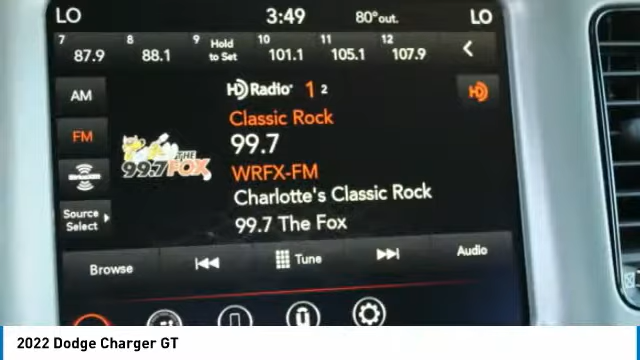 LO 3:49 80°out. LO
7 87.9 8 88.1 9 Hold to Set 10 101.1 11 105.1 12 107.9
AM
HD Radio 1 2
HD
Classic Rock
FM
99.7
THE
99.7 FOX
WRFX-FM
Charlotte's Classic Rock
Source
Select
99.7 The Fox
Browse Tune Audio
2022 Dodge Charger GT